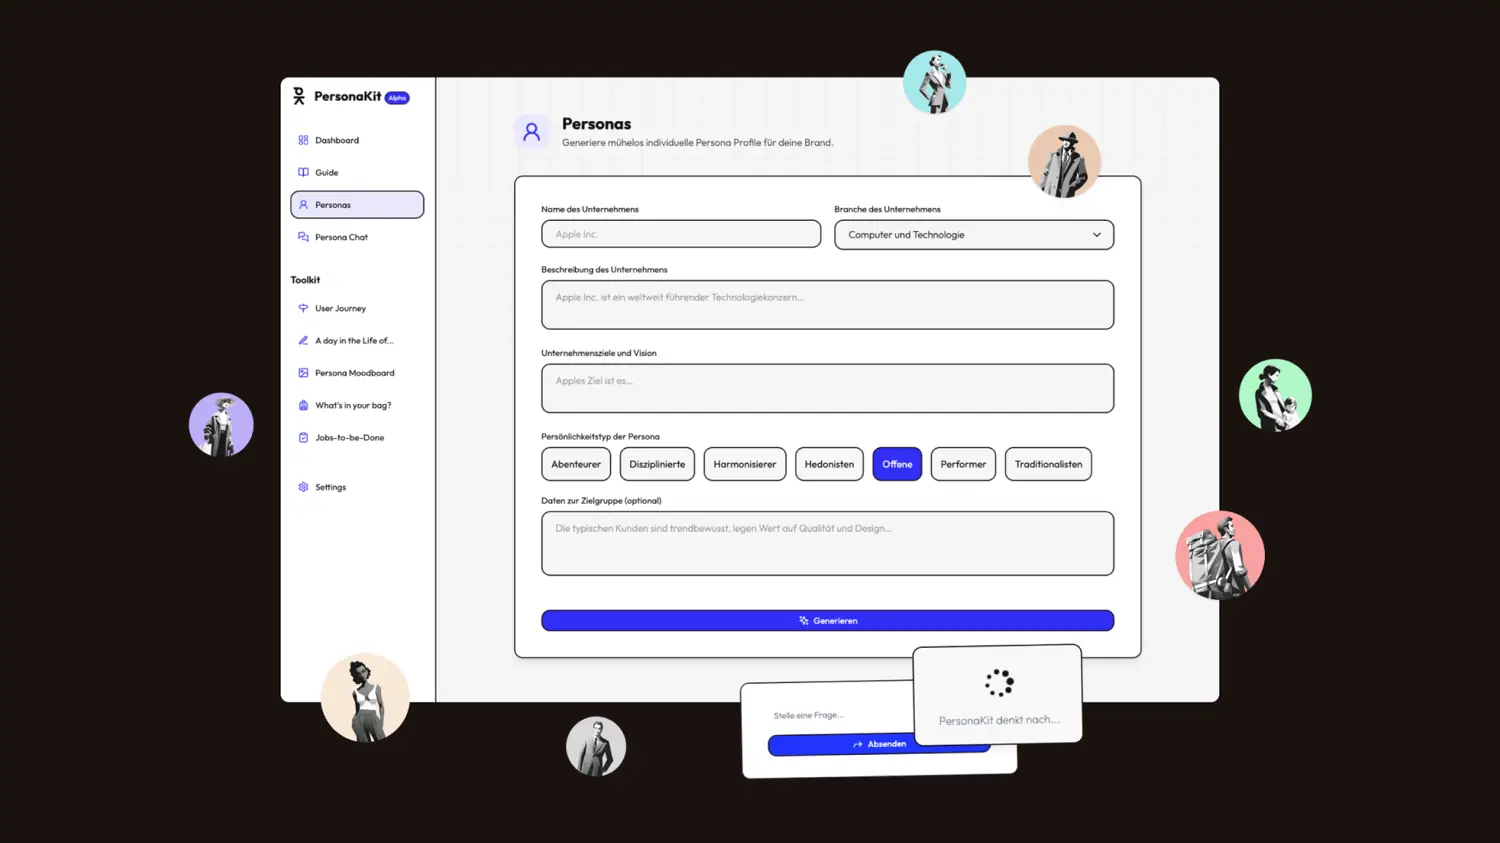 PersonaKit Alpha
Dashboard
Guide
Personas
Persona Chat
Toolkit
User Journey
A day in the Life of...
Persona Moodboard
What's in your bag?
Jobs-to-be-Done
Settings
Personas
Generiere mühelos individuelle Persona Profile für deine Brand.
Name des Unternehmens
Apple Inc.
Branche des Unternehmens
Computer und Technologie
Beschreibung des Unternehmens
Apple Inc. ist ein weltweit führender Technologiekonzern...
Unternehmensziele und Vision
Apples Ziel ist es...
Persönlichkeitstyp der Persona
Abenteurer Disziplinierte Harmonisierer Hedonisten Offene Performer Traditionalisten
Daten zur Zielgruppe (optional)
Die typischen Kunden sind trendbewusst, legen Wert auf Qualität und Design...
Generieren
Stelle eine Frage...
Absenden
PersonaKit denkt nach...